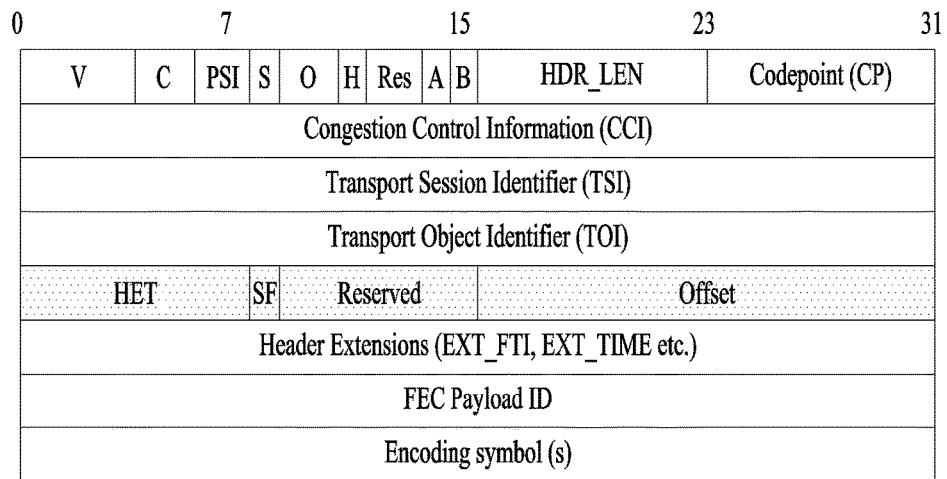 0 7 15 23 31
V C PSI S O H Res A B HDR_LEN Codepoint (CP)
Congestion Control Information (CCI)
Transport Session Identifier (TSI)
Transport Object Identifier (TOI)
HET SF Reserved Offset
Header Extensions (EXT_FTI, EXT_TIME etc.)
FEC Payload ID
Encoding symbol (s)